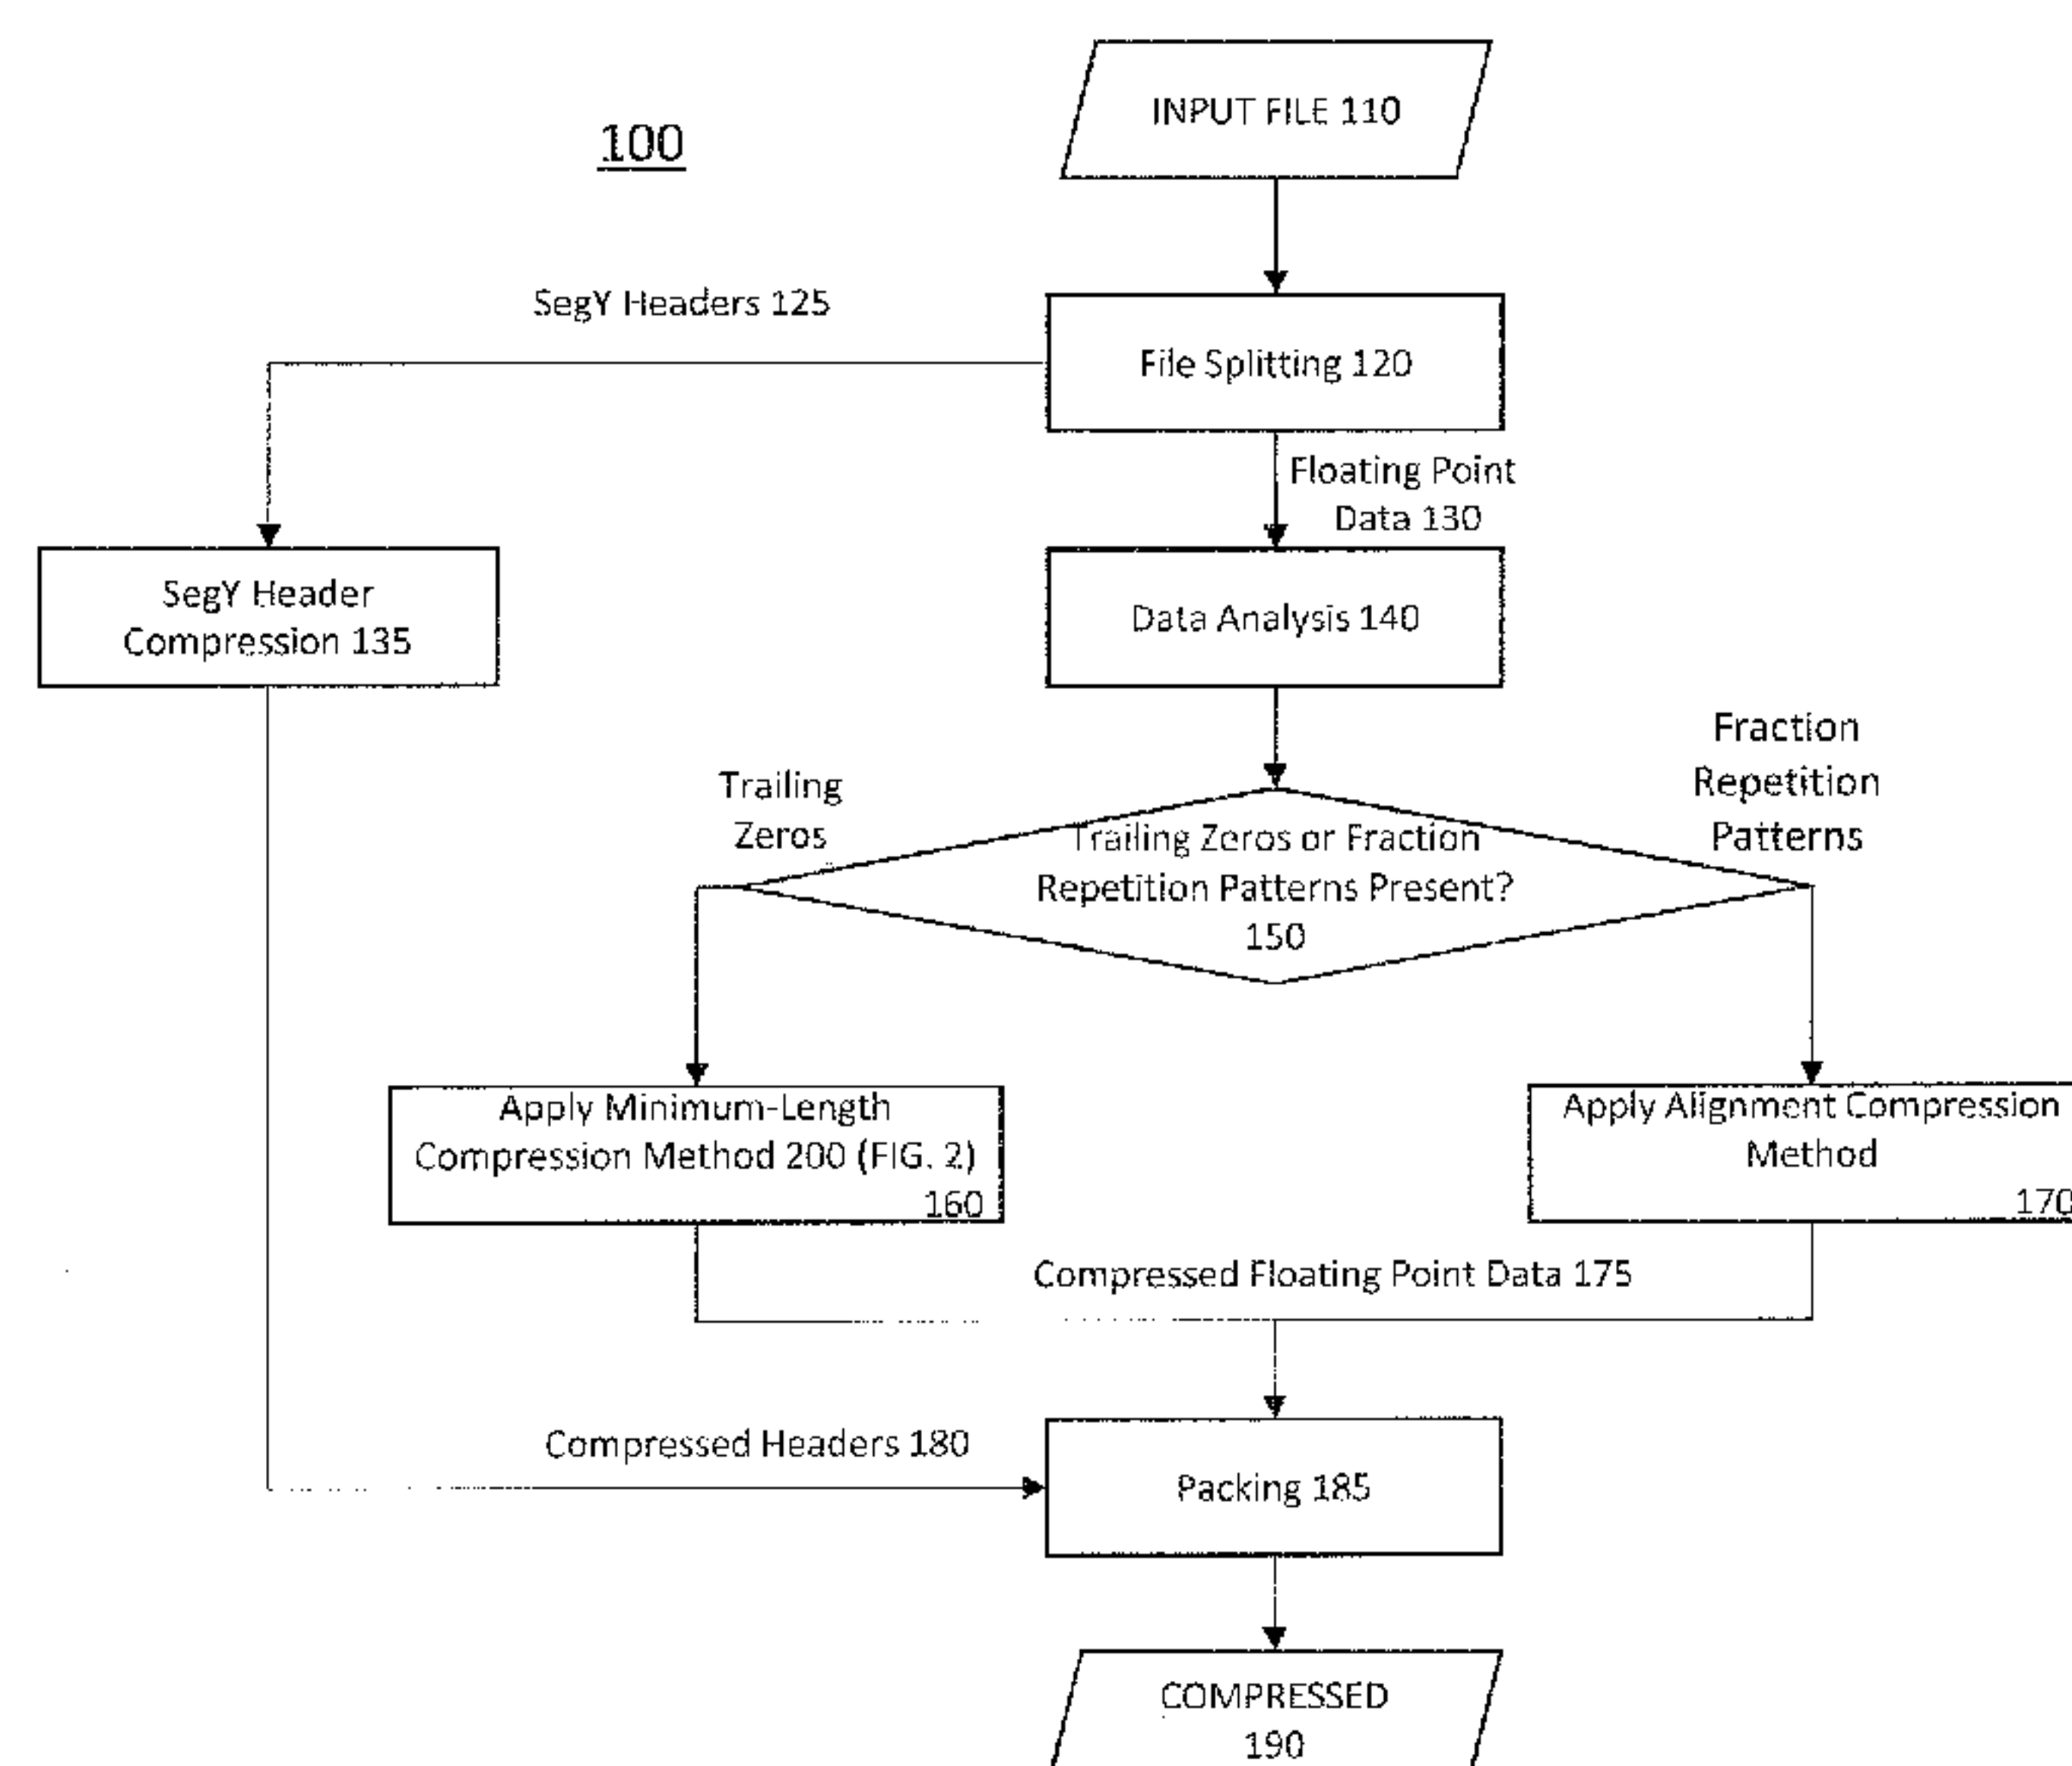 100
INPUT FILE 110
SegY Headers 125
File Splitting 120
Floating Point
Data 130
SegY Header
Compression 135
Data Analysis 140
Trailing
Zeros
Fraction
Repetition
Patterns
Trailing Zeros or Fraction
Repetition Patterns Present?
150
Apply Minimum-Length
Compression Method 200 (FIG. 2)
160
Apply Alignment Compression
Method
170
Compressed Floating Point Data 175
Compressed Headers 180
Packing 185
COMPRESSED
190